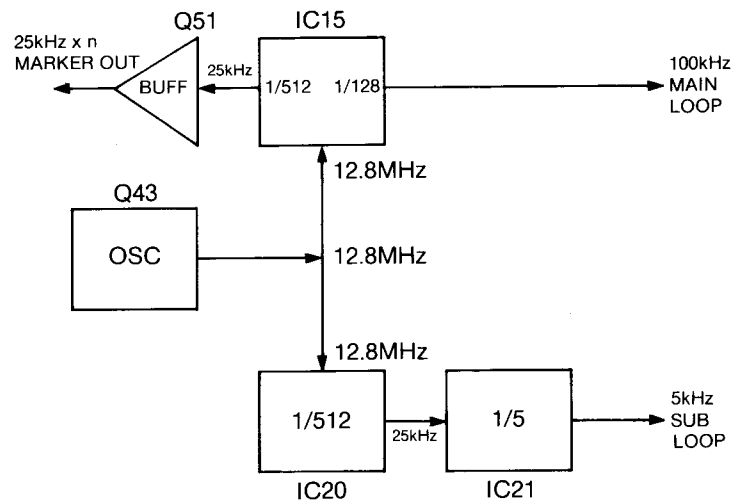 Q51
IC15
25kHz x n
MARKER OUT
BUFF
25kHz
1/512
1/128
100kHz
MAIN
LOOP
12.8MHz
Q43
OSC
12.8MHz
12.8MHz
1/512
25kHz
1/5
5kHz
SUB
LOOP
IC20
IC21